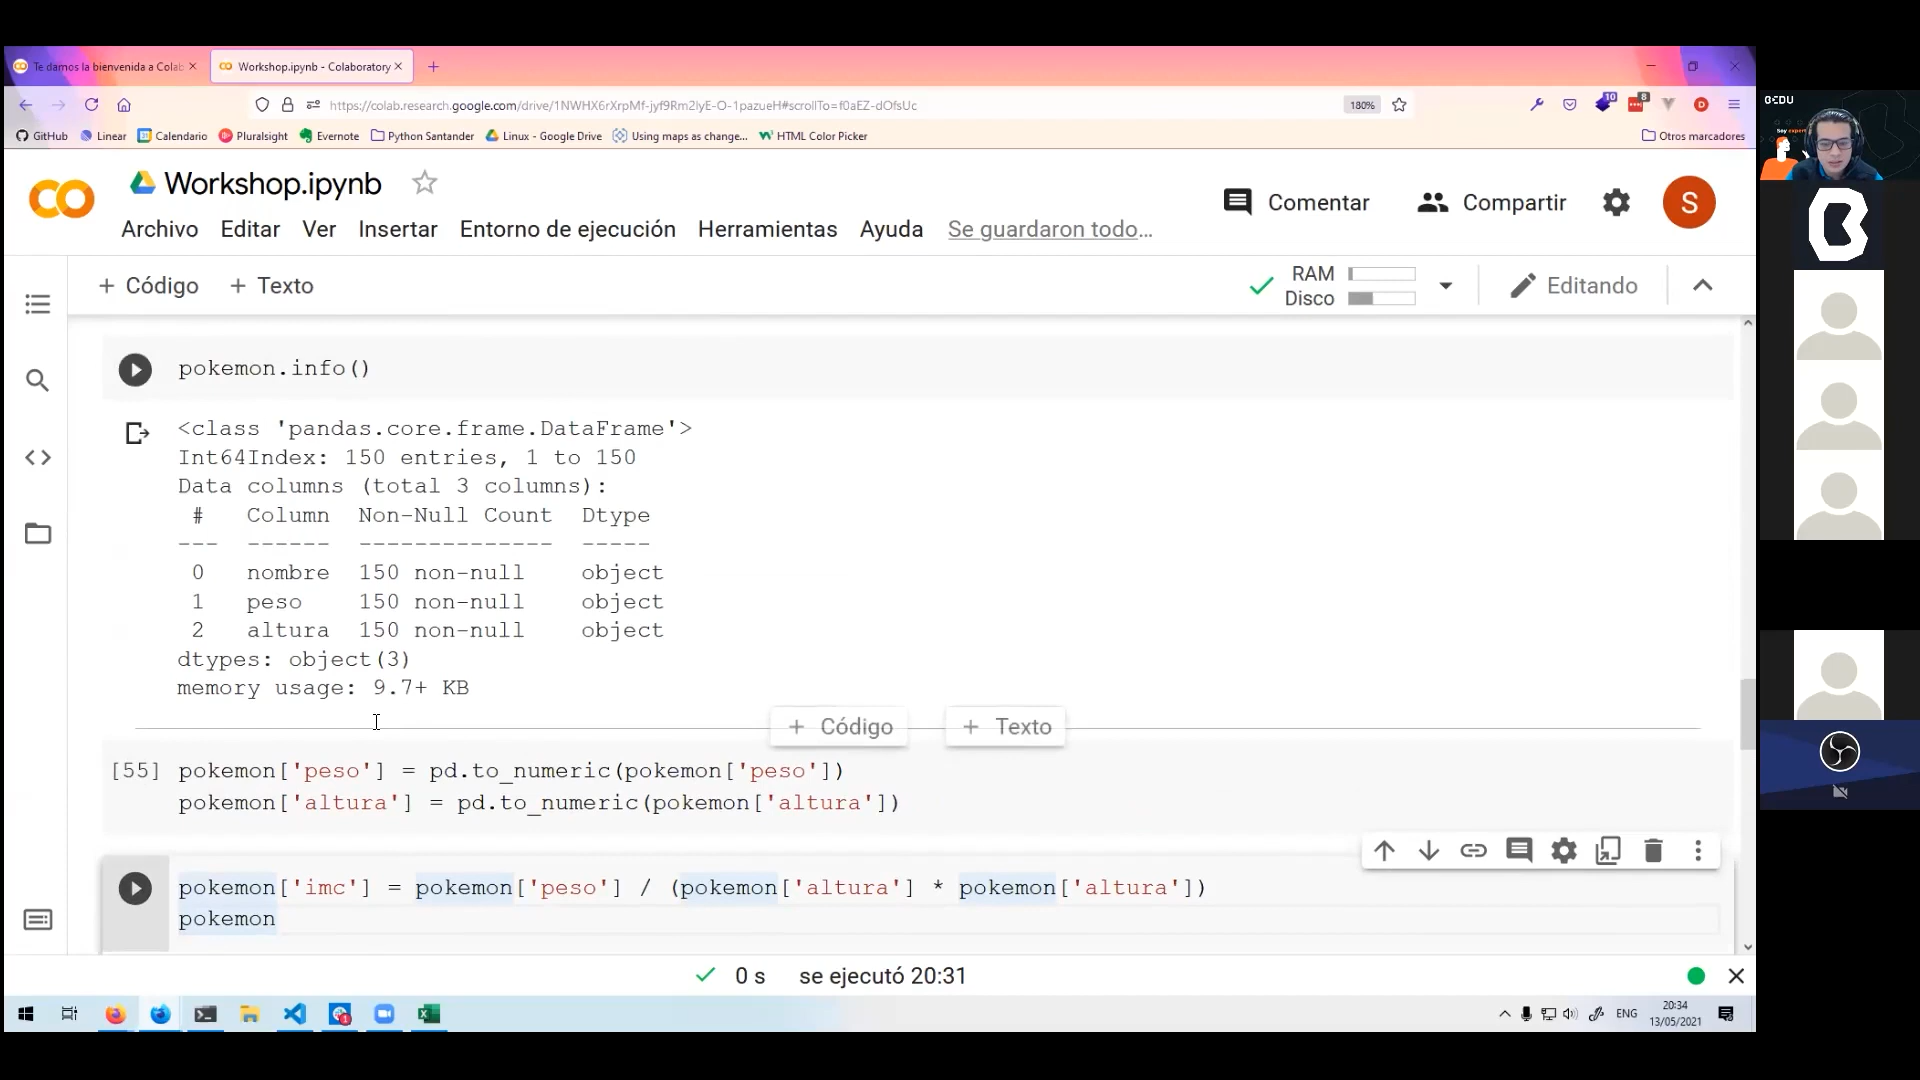 Te damos la bienvenida a Colab
Workshop.ipynb - Colaboratory
https://colab.research.google.com/drive/1NWHX6rXrpMf-jyf9Rm2lyE-O-1pazueH#scrollTo=f0aEZ-dOfsUc
180%
10
8
D
GitHub
Linear
Calendario
Pluralsight
Evernote
Python Santander
Linux - Google Drive
Using maps as change...
HTML Color Picker
Otros marcadores
Workshop.ipynb
Comentar
Compartir
S
Archivo Editar Ver Insertar Entorno de ejecución Herramientas Ayuda Se guardaron todo...
+ Código + Texto
RAM
Disco
Editando
pokemon.info()
<class 'pandas.core.frame.DataFrame'>
Int64Index: 150 entries, 1 to 150
Data columns (total 3 columns):
# Column Non-Null Count Dtype
--- ------ -------------- -----
0 nombre 150 non-null object
1 peso 150 non-null object
2 altura 150 non-null object
dtypes: object(3)
memory usage: 9.7+ KB
+ Código + Texto
[55] pokemon['peso'] = pd.to_numeric(pokemon['peso'])
pokemon['altura'] = pd.to_numeric(pokemon['altura'])
pokemon['imc'] = pokemon['peso'] / (pokemon['altura'] * pokemon['altura'])
pokemon
0 s se ejecutó 20:31
ENG
20:34
13/05/2021
BEDU